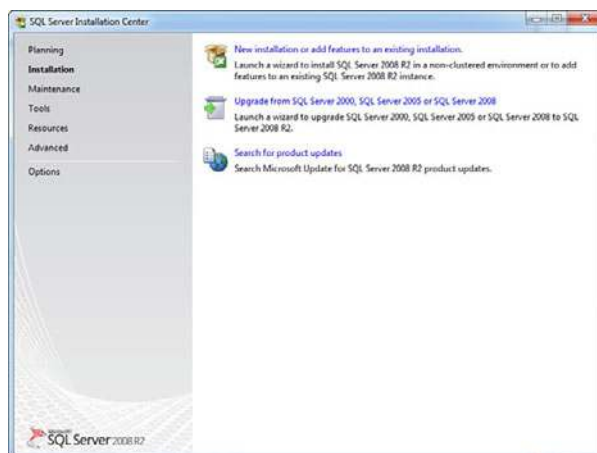 SQL Server Installation Center
Planning
Installation
Maintenance
Tools
Resources
Advanced
Options
New installation or add features to an existing installation.
Launch a wizard to install SQL Server 2008 R2 in a non-clustered environment or to add
features to an existing SQL Server 2008 R2 instance.
Upgrade from SQL Server 2000, SQL Server 2005 or SQL Server 2008
Launch a wizard to upgrade SQL Server 2000, SQL Server 2005 or SQL Server 2008 to SQL
Server 2008 R2.
Search for product updates
Search Microsoft Update for SQL Server 2008 R2 product updates.
Microsoft
SQL Server 2008 R2